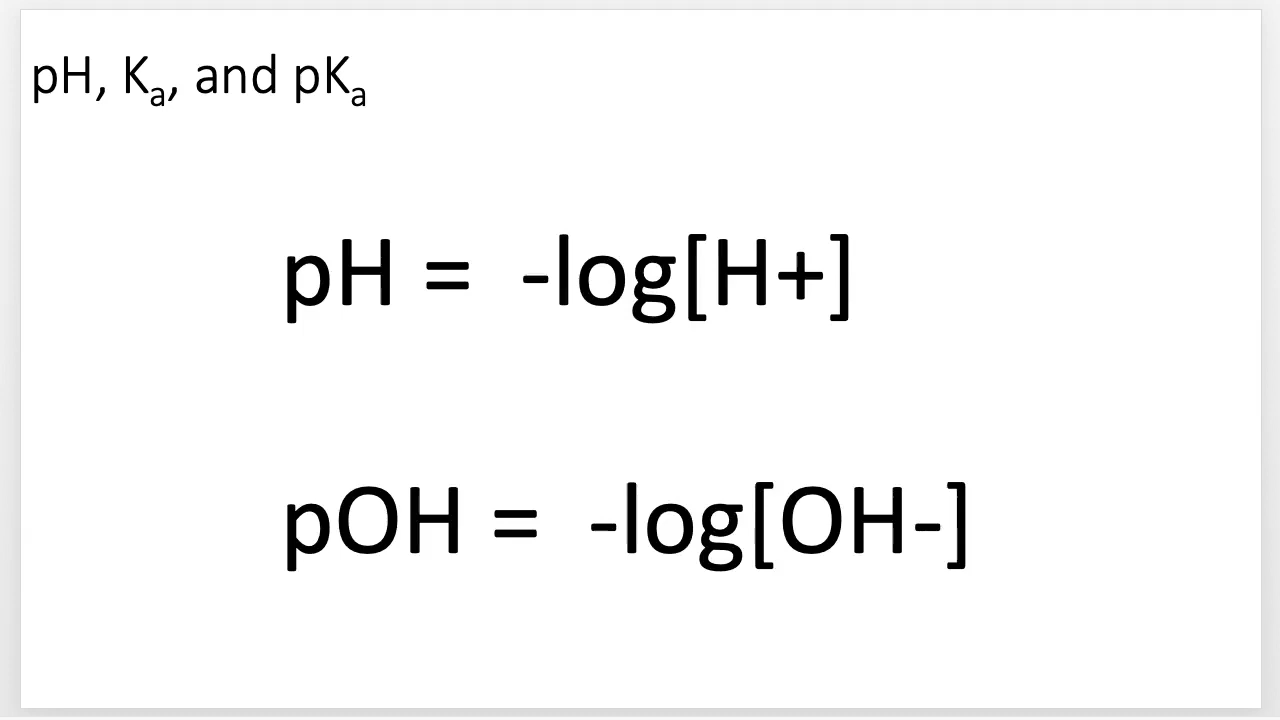 pH, Kₐ, and pKₐ
pH = -log[H+]
pOH = -log[OH-]